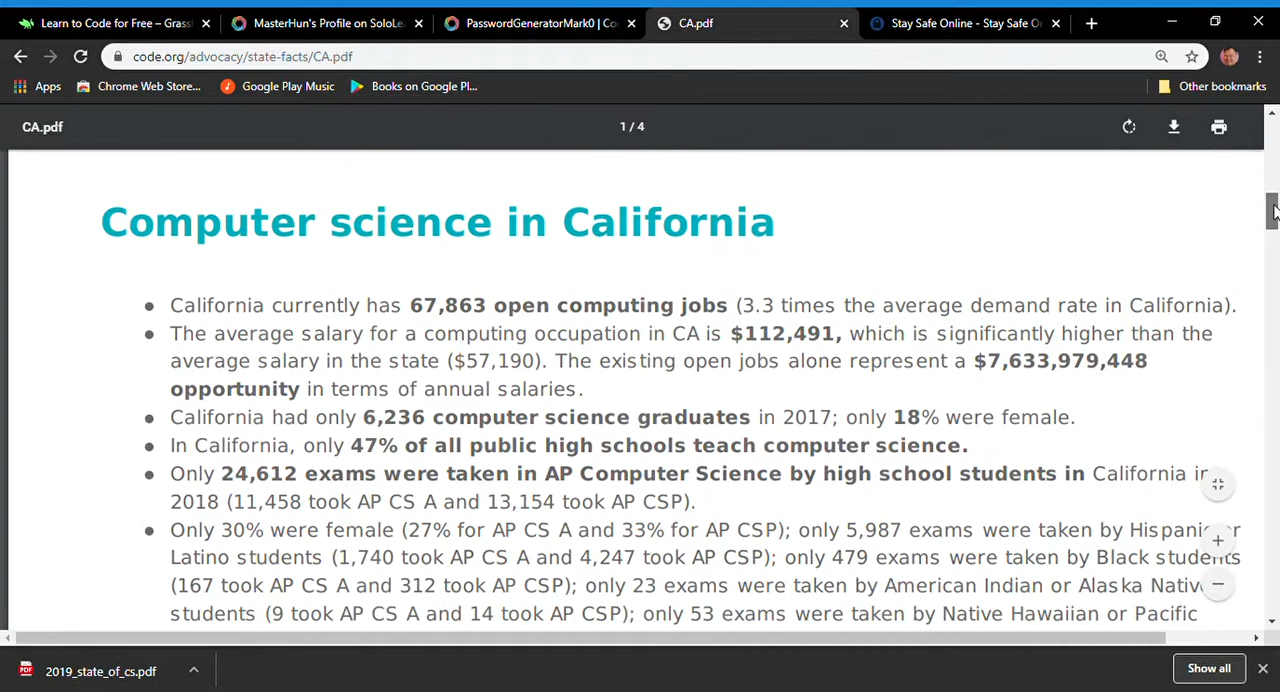 Learn to Code for Free – Grassh
MasterHun's Profile on SoloLea
PasswordGeneratorMark0 | Co
CA.pdf
Stay Safe Online - Stay Safe O
code.org/advocacy/state-facts/CA.pdf
Apps
Chrome Web Store...
Google Play Music
Books on Google Pl...
Other bookmarks
CA.pdf
1 / 4
Computer science in California
● California currently has 67,863 open computing jobs (3.3 times the average demand rate in California).
● The average salary for a computing occupation in CA is $112,491, which is significantly higher than the
average salary in the state ($57,190). The existing open jobs alone represent a $7,633,979,448
opportunity in terms of annual salaries.
● California had only 6,236 computer science graduates in 2017; only 18% were female.
● In California, only 47% of all public high schools teach computer science.
● Only 24,612 exams were taken in AP Computer Science by high school students in California in
2018 (11,458 took AP CS A and 13,154 took AP CSP).
● Only 30% were female (27% for AP CS A and 33% for AP CSP); only 5,987 exams were taken by Hispanic or
Latino students (1,740 took AP CS A and 4,247 took AP CSP); only 479 exams were taken by Black students
(167 took AP CS A and 312 took AP CSP); only 23 exams were taken by American Indian or Alaska Native
students (9 took AP CS A and 14 took AP CSP); only 53 exams were taken by Native Hawaiian or Pacific
2019_state_of_cs.pdf
Show all